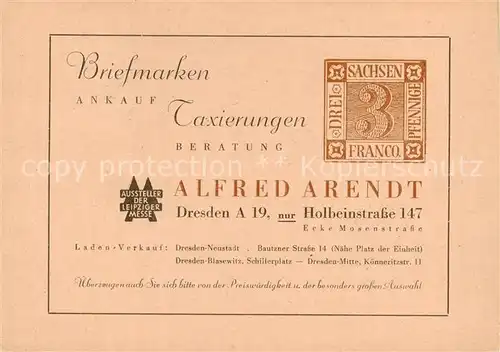 Briefmarken
ANKAUF
Taxierungen
BERATUNG
SACHSEN
DREI
3
PFENNIGE
FRANCO.
copy protection ** Kopierschutz
AUSSTELLER
DER
LEIPZIGER
MESSE
ALFRED ARENDT
Dresden A 19, nur Holbeinstraße 147
Ecke Mosenstraße
Laden-Verkauf: Dresden-Neustadt . Bautzner Straße 14 (Nähe Platz der Einheit)
Dresden-Blasewitz, Schillerplatz — Dresden-Mitte, Könneritzstr. 11
Überzeugen auch Sie sich bitte von der Preiswürdigkeit u. der besonders großen Auswahl